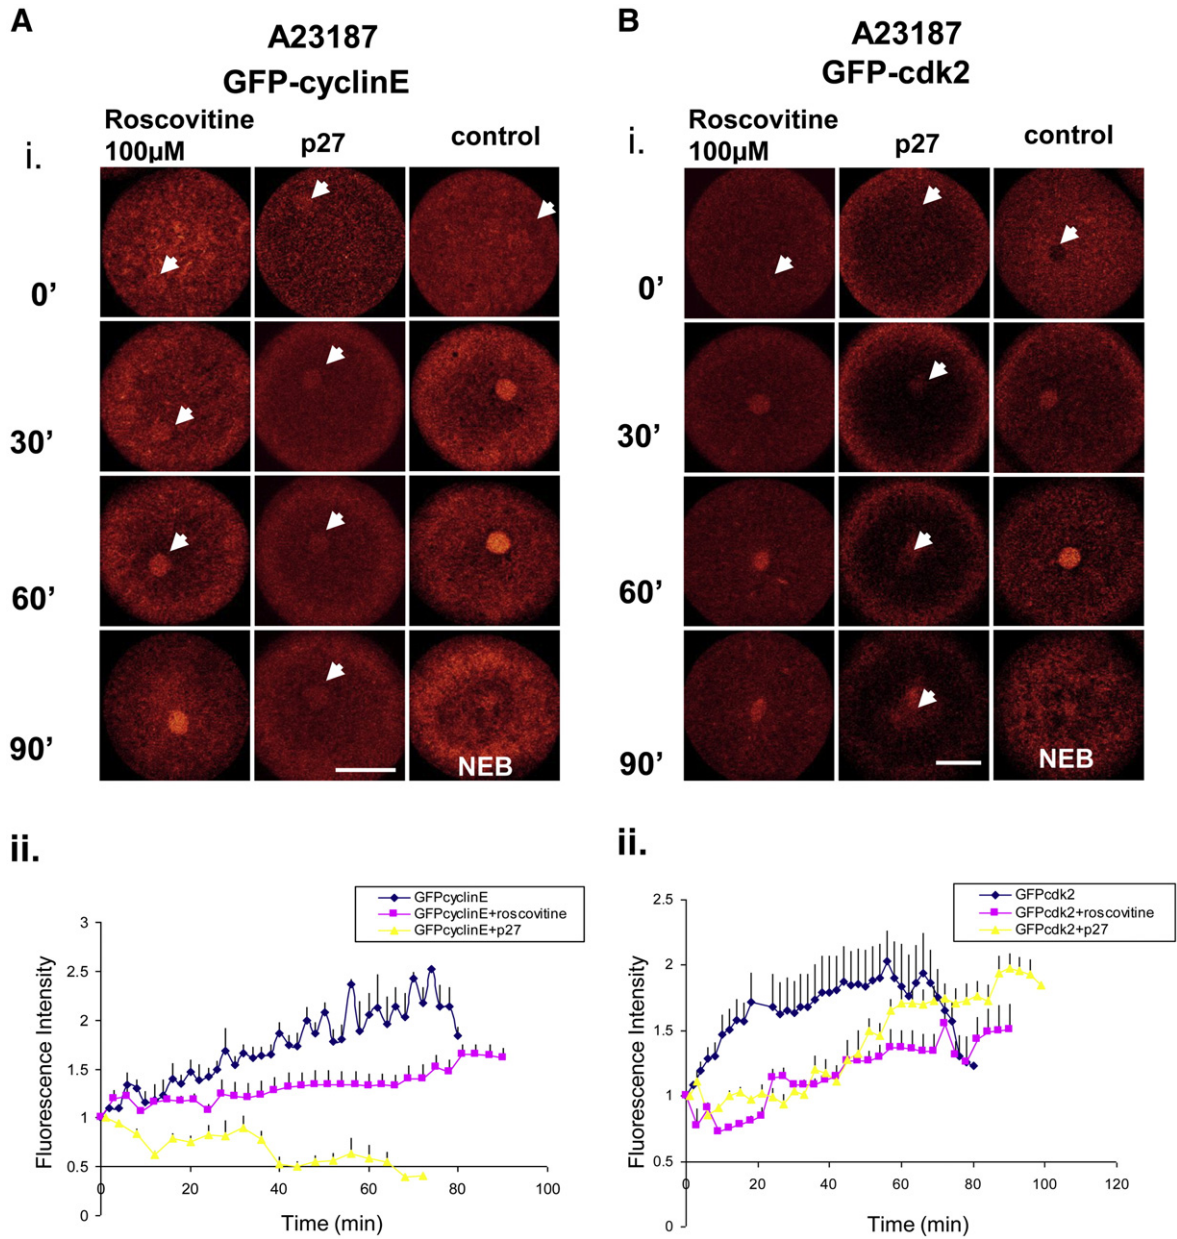 A
A23187
GFP-cyclinE
Roscovitine
100µM
p27
control
i.
0'
30'
60'
90'
NEB
ii.
GFPcyclinE
GFPcyclinE+roscovitine
GFPcyclinE+p27
Fluorescence Intensity
3
2.5
2
1.5
1
0.5
0
0
20
40
60
80
100
Time (min)
B
A23187
GFP-cdk2
Roscovitine
100µM
p27
control
i.
0'
30'
60'
90'
NEB
ii.
GFPcdk2
GFPcdk2+roscovitine
GFPcdk2+p27
Fluorescence Intensity
2.5
2
1.5
1
0.5
0
0
20
40
60
80
100
120
Time (min)